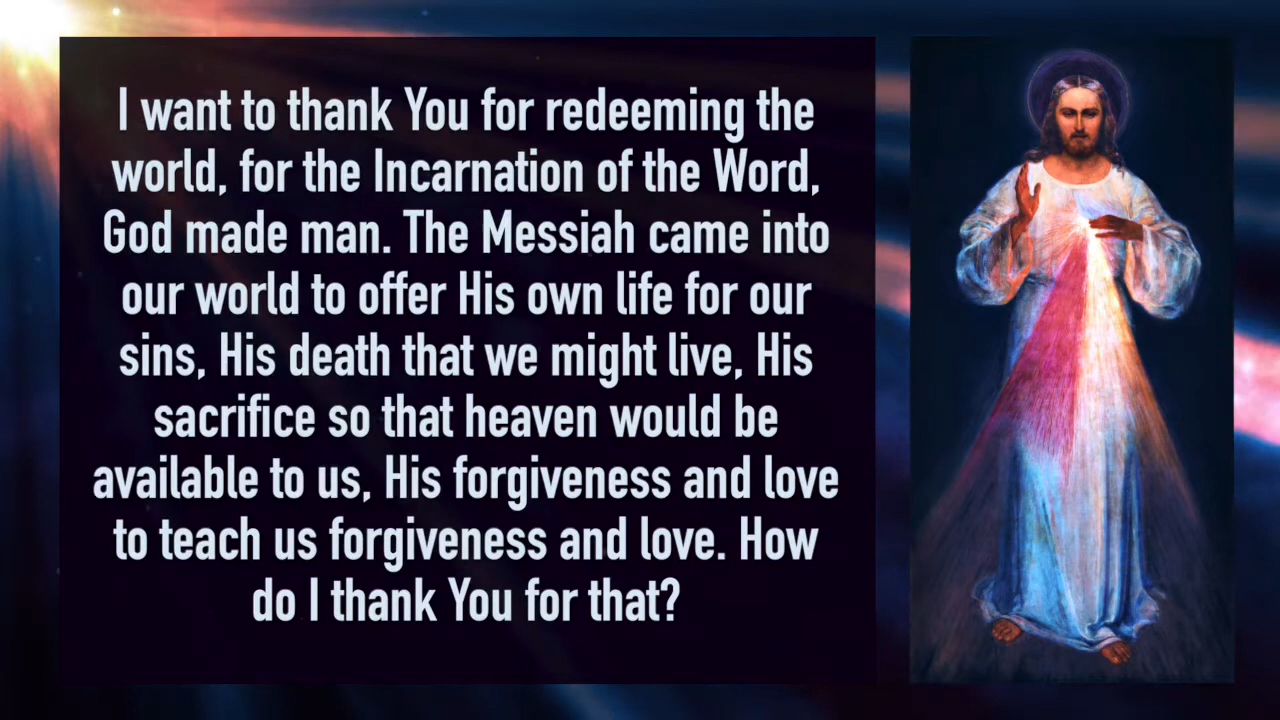 I want to thank You for redeeming the
world, for the Incarnation of the Word,
God made man. The Messiah came into
our world to offer His own life for our
sins, His death that we might live, His
sacrifice so that heaven would be
available to us, His forgiveness and love
to teach us forgiveness and love. How
do I thank You for that?